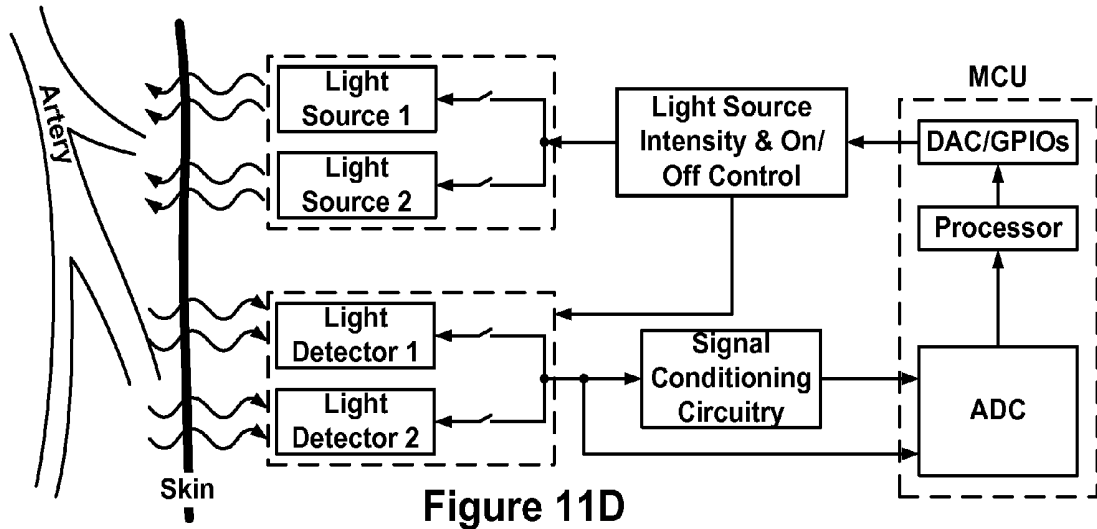 Artery
Light
Source 1
Light
Source 2
Light Source
Intensity & On/
Off Control
MCU
DAC/GPIOs
Processor
ADC
Light
Detector 1
Light
Detector 2
Signal
Conditioning
Circuitry
Skin
Figure 11D